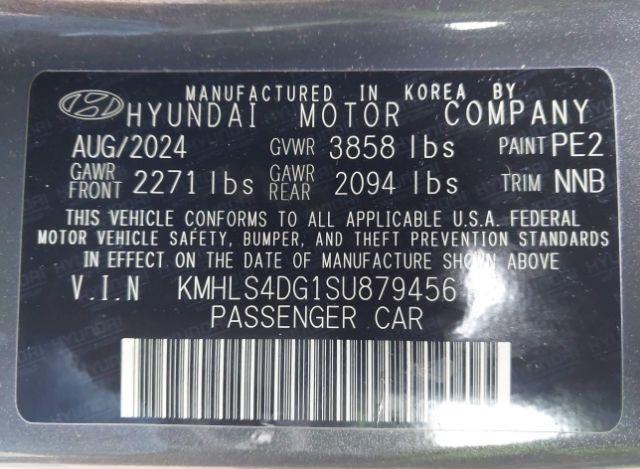 MANUFACTURED IN KOREA BY
HYUNDAI MOTOR COMPANY
AUG/2024 GVWR 3858 lbs PAINT PE2
GAWR FRONT 2271 lbs GAWR REAR 2094 lbs TRIM NNB
THIS VEHICLE CONFORMS TO ALL APPLICABLE U.S.A. FEDERAL
MOTOR VEHICLE SAFETY, BUMPER, AND THEFT PREVENTION STANDARDS
IN EFFECT ON THE DATE OF MANUFACTURE SHOWN ABOVE.
V.I.N KMHLS4DG1SU879456
PASSENGER CAR